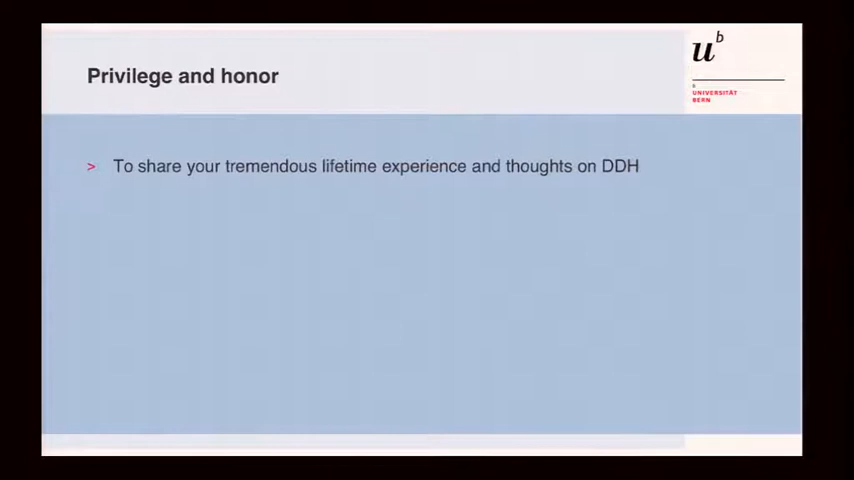 Privilege and honor
u b
b
UNIVERSITÄT
BERN
> To share your tremendous lifetime experience and thoughts on DDH